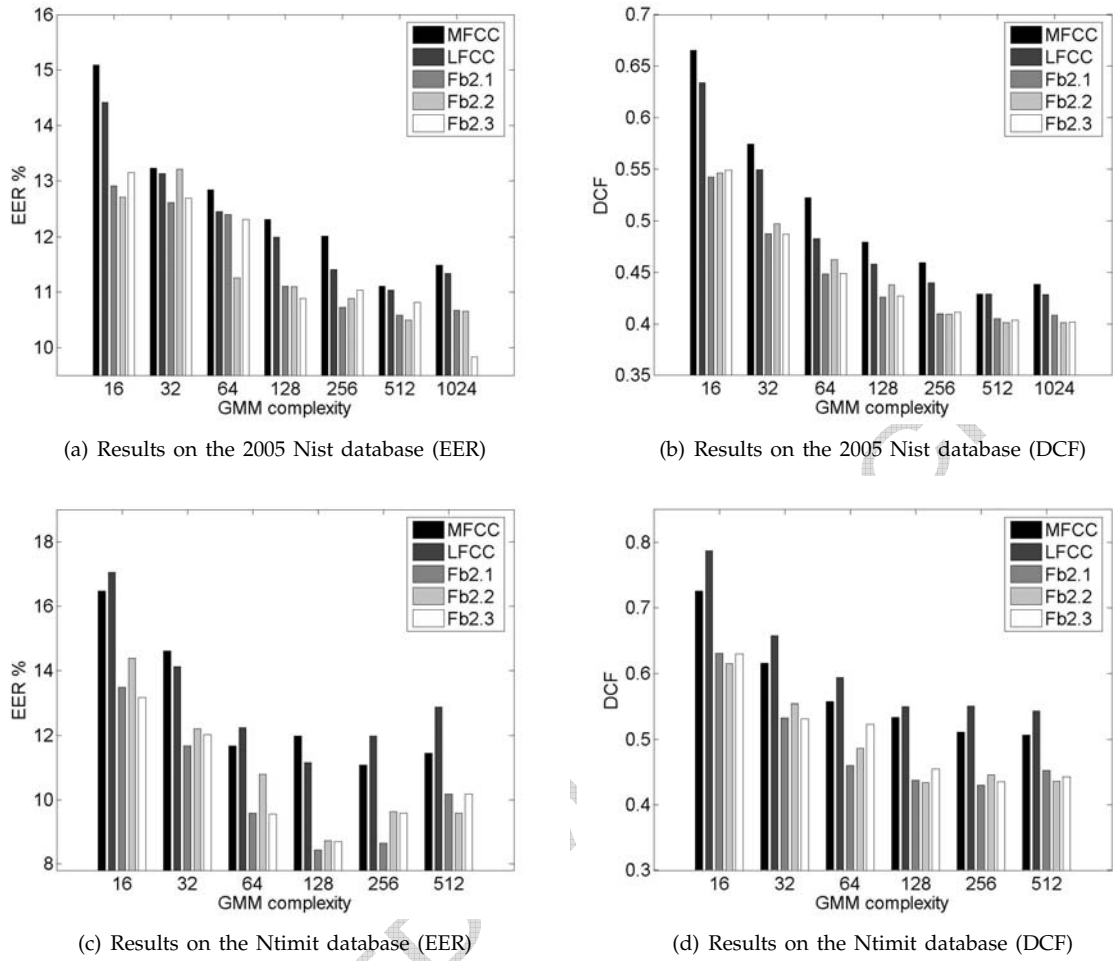 16
15
14
13
12
11
10
EER %
MFCC
LFCC
Fb2.1
Fb2.2
Fb2.3
16 32 64 128 256 512 1024
GMM complexity
(a) Results on the 2005 Nist database (EER)
0.7
0.65
0.6
0.55
0.5
0.45
0.4
0.35
DCF
MFCC
LFCC
Fb2.1
Fb2.2
Fb2.3
16 32 64 128 256 512 1024
GMM complexity
(b) Results on the 2005 Nist database (DCF)
18
16
14
12
10
8
EER %
MFCC
LFCC
Fb2.1
Fb2.2
Fb2.3
16 32 64 128 256 512
GMM complexity
(c) Results on the Ntimit database (EER)
0.8
0.7
0.6
0.5
0.4
0.3
DCF
MFCC
LFCC
Fb2.1
Fb2.2
Fb2.3
16 32 64 128 256 512
GMM complexity
(d) Results on the Ntimit database (DCF)